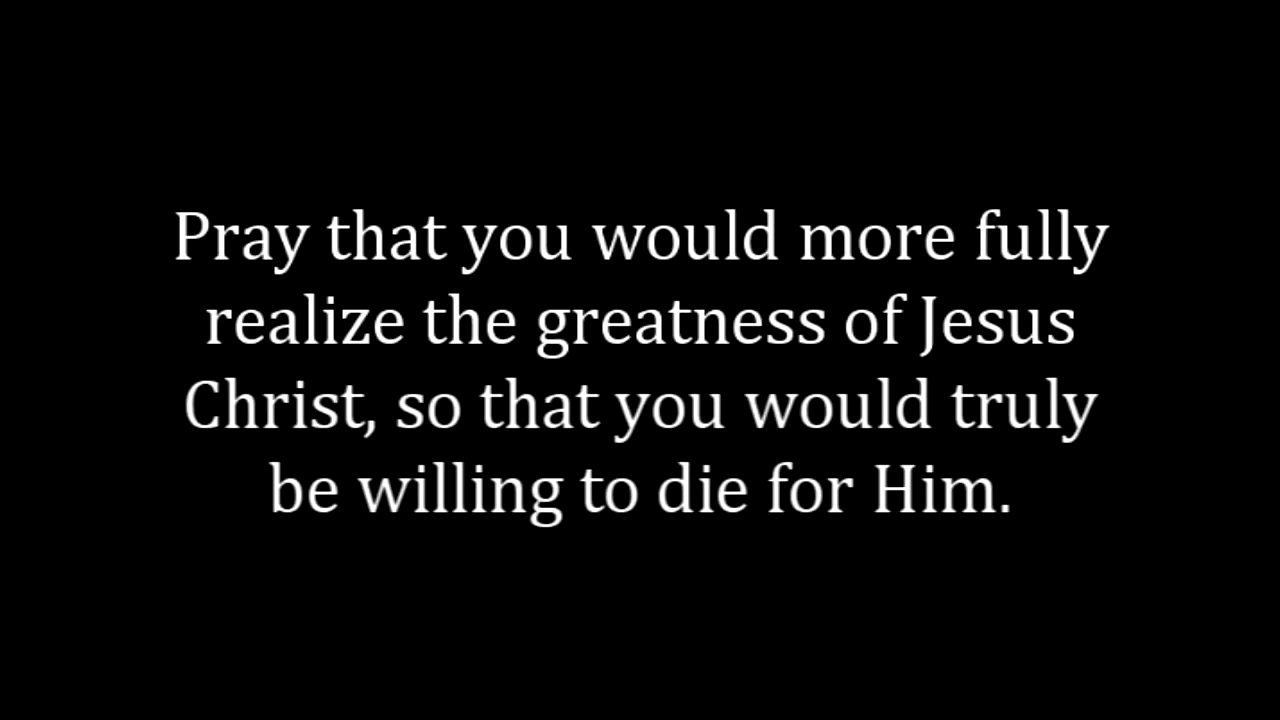 Pray that you would more fully
realize the greatness of Jesus
Christ, so that you would truly
be willing to die for Him.